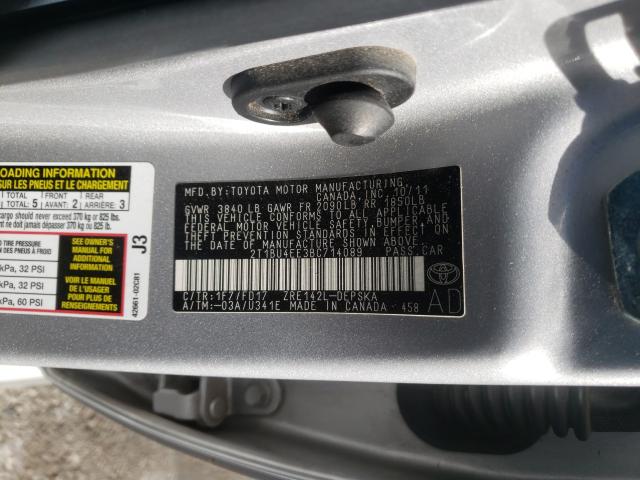 LOADING INFORMATION
SUR LES PNEUS ET LE CHARGEMENT
TOTAL 5 FRONT AVANT: 2 REAR ARRIÈRE: 3
cargo should never exceed 370 kg or 825 lbs.
ne doit jamais dépasser 370 kg ou 825 lb.
TIRE PRESSURE
kPa, 32 PSI
kPa, 32 PSI
kPa, 60 PSI
SEE OWNER'S
MANUAL FOR
ADDITIONAL
INFORMATION
VOIR LE MANUEL
DE L'USAGER
POUR PLUS DE
RENSEIGNEMENTS
J3
42661-02C81
MFD.BY:TOYOTA MOTOR MANUFACTURING
CANADA, INC. 10/11
GVWR 3840 LB GAWR FR 2090LB RR 1850LB
THIS VEHICLE CONFORMS TO ALL APPLICABLE
FEDERAL MOTOR VEHICLE SAFETY, BUMPER, AND
THEFT PREVENTION STANDARDS IN EFFECT ON
THE DATE OF MANUFACTURE SHOWN ABOVE.
2T1BU4EE3BC714089 PASS.CAR
C/TR:1F7/FD17 ZRE142L-DEPSKA
A/TM:-03A/U341E MADE IN CANADA 458
TOYOTA
AD